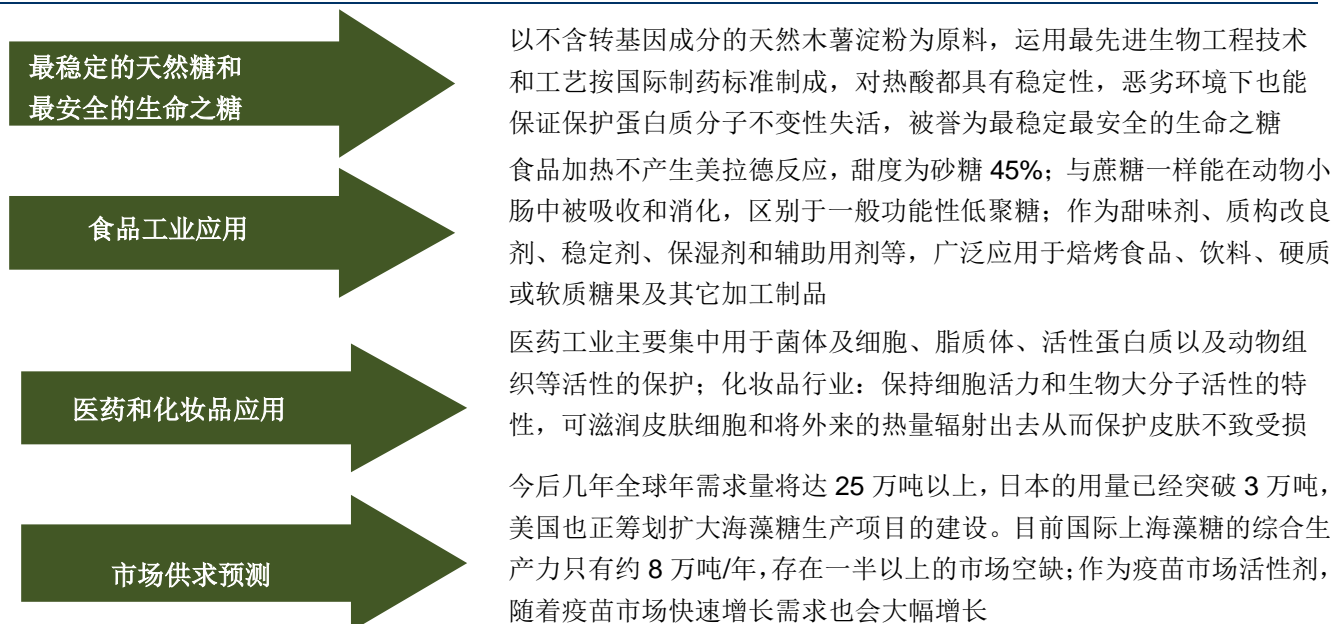 最稳定的天然糖和
最安全的生命之糖
以不含转基因成分的天然木薯淀粉为原料，运用最先进生物工程技术
和工艺按国际制药标准制成，对热酸都具有稳定性，恶劣环境下也能
保证保护蛋白质分子不变性失活，被誉为最稳定最安全的生命之糖
食品工业应用
食品加热不产生美拉德反应，甜度为砂糖 45%；与蔗糖一样能在动物小
肠中被吸收和消化，区别于一般功能性低聚糖；作为甜味剂、质构改良
剂、稳定剂、保湿剂和辅助用剂等，广泛应用于焙烤食品、饮料、硬质
或软质糖果及其它加工制品
医药和化妆品应用
医药工业主要集中用于菌体及细胞、脂质体、活性蛋白质以及动物组
织等活性的保护；化妆品行业：保持细胞活力和生物大分子活性的特
性，可滋润皮肤细胞和将外来的热量辐射出去从而保护皮肤不致受损
市场供求预测
今后几年全球年需求量将达 25 万吨以上，日本的用量已经突破 3 万吨，
美国也正筹划扩大海藻糖生产项目的建设。目前国际上海藻糖的综合生
产力只有约 8 万吨/年，存在一半以上的市场空缺；作为疫苗市场活性剂，
随着疫苗市场快速增长需求也会大幅增长